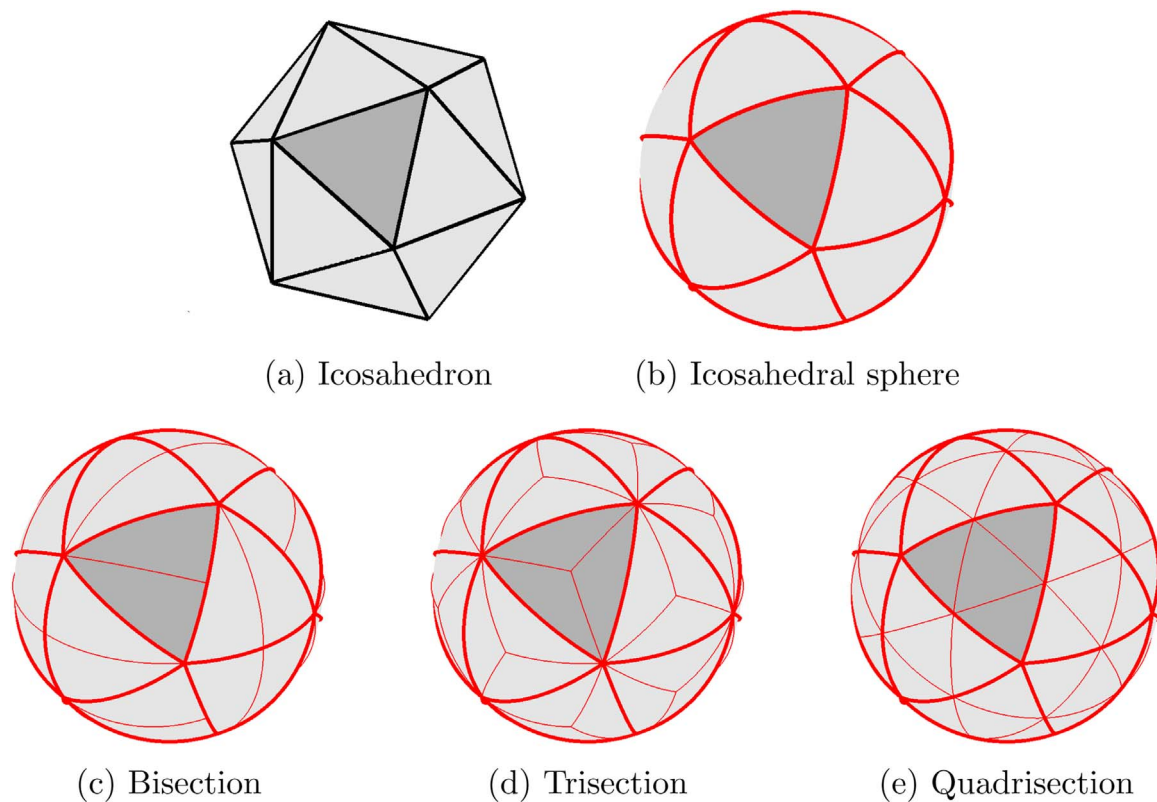 (a) Icosahedron
(b) Icosahedral sphere
(c) Bisection
(d) Trisection
(e) Quadrisection